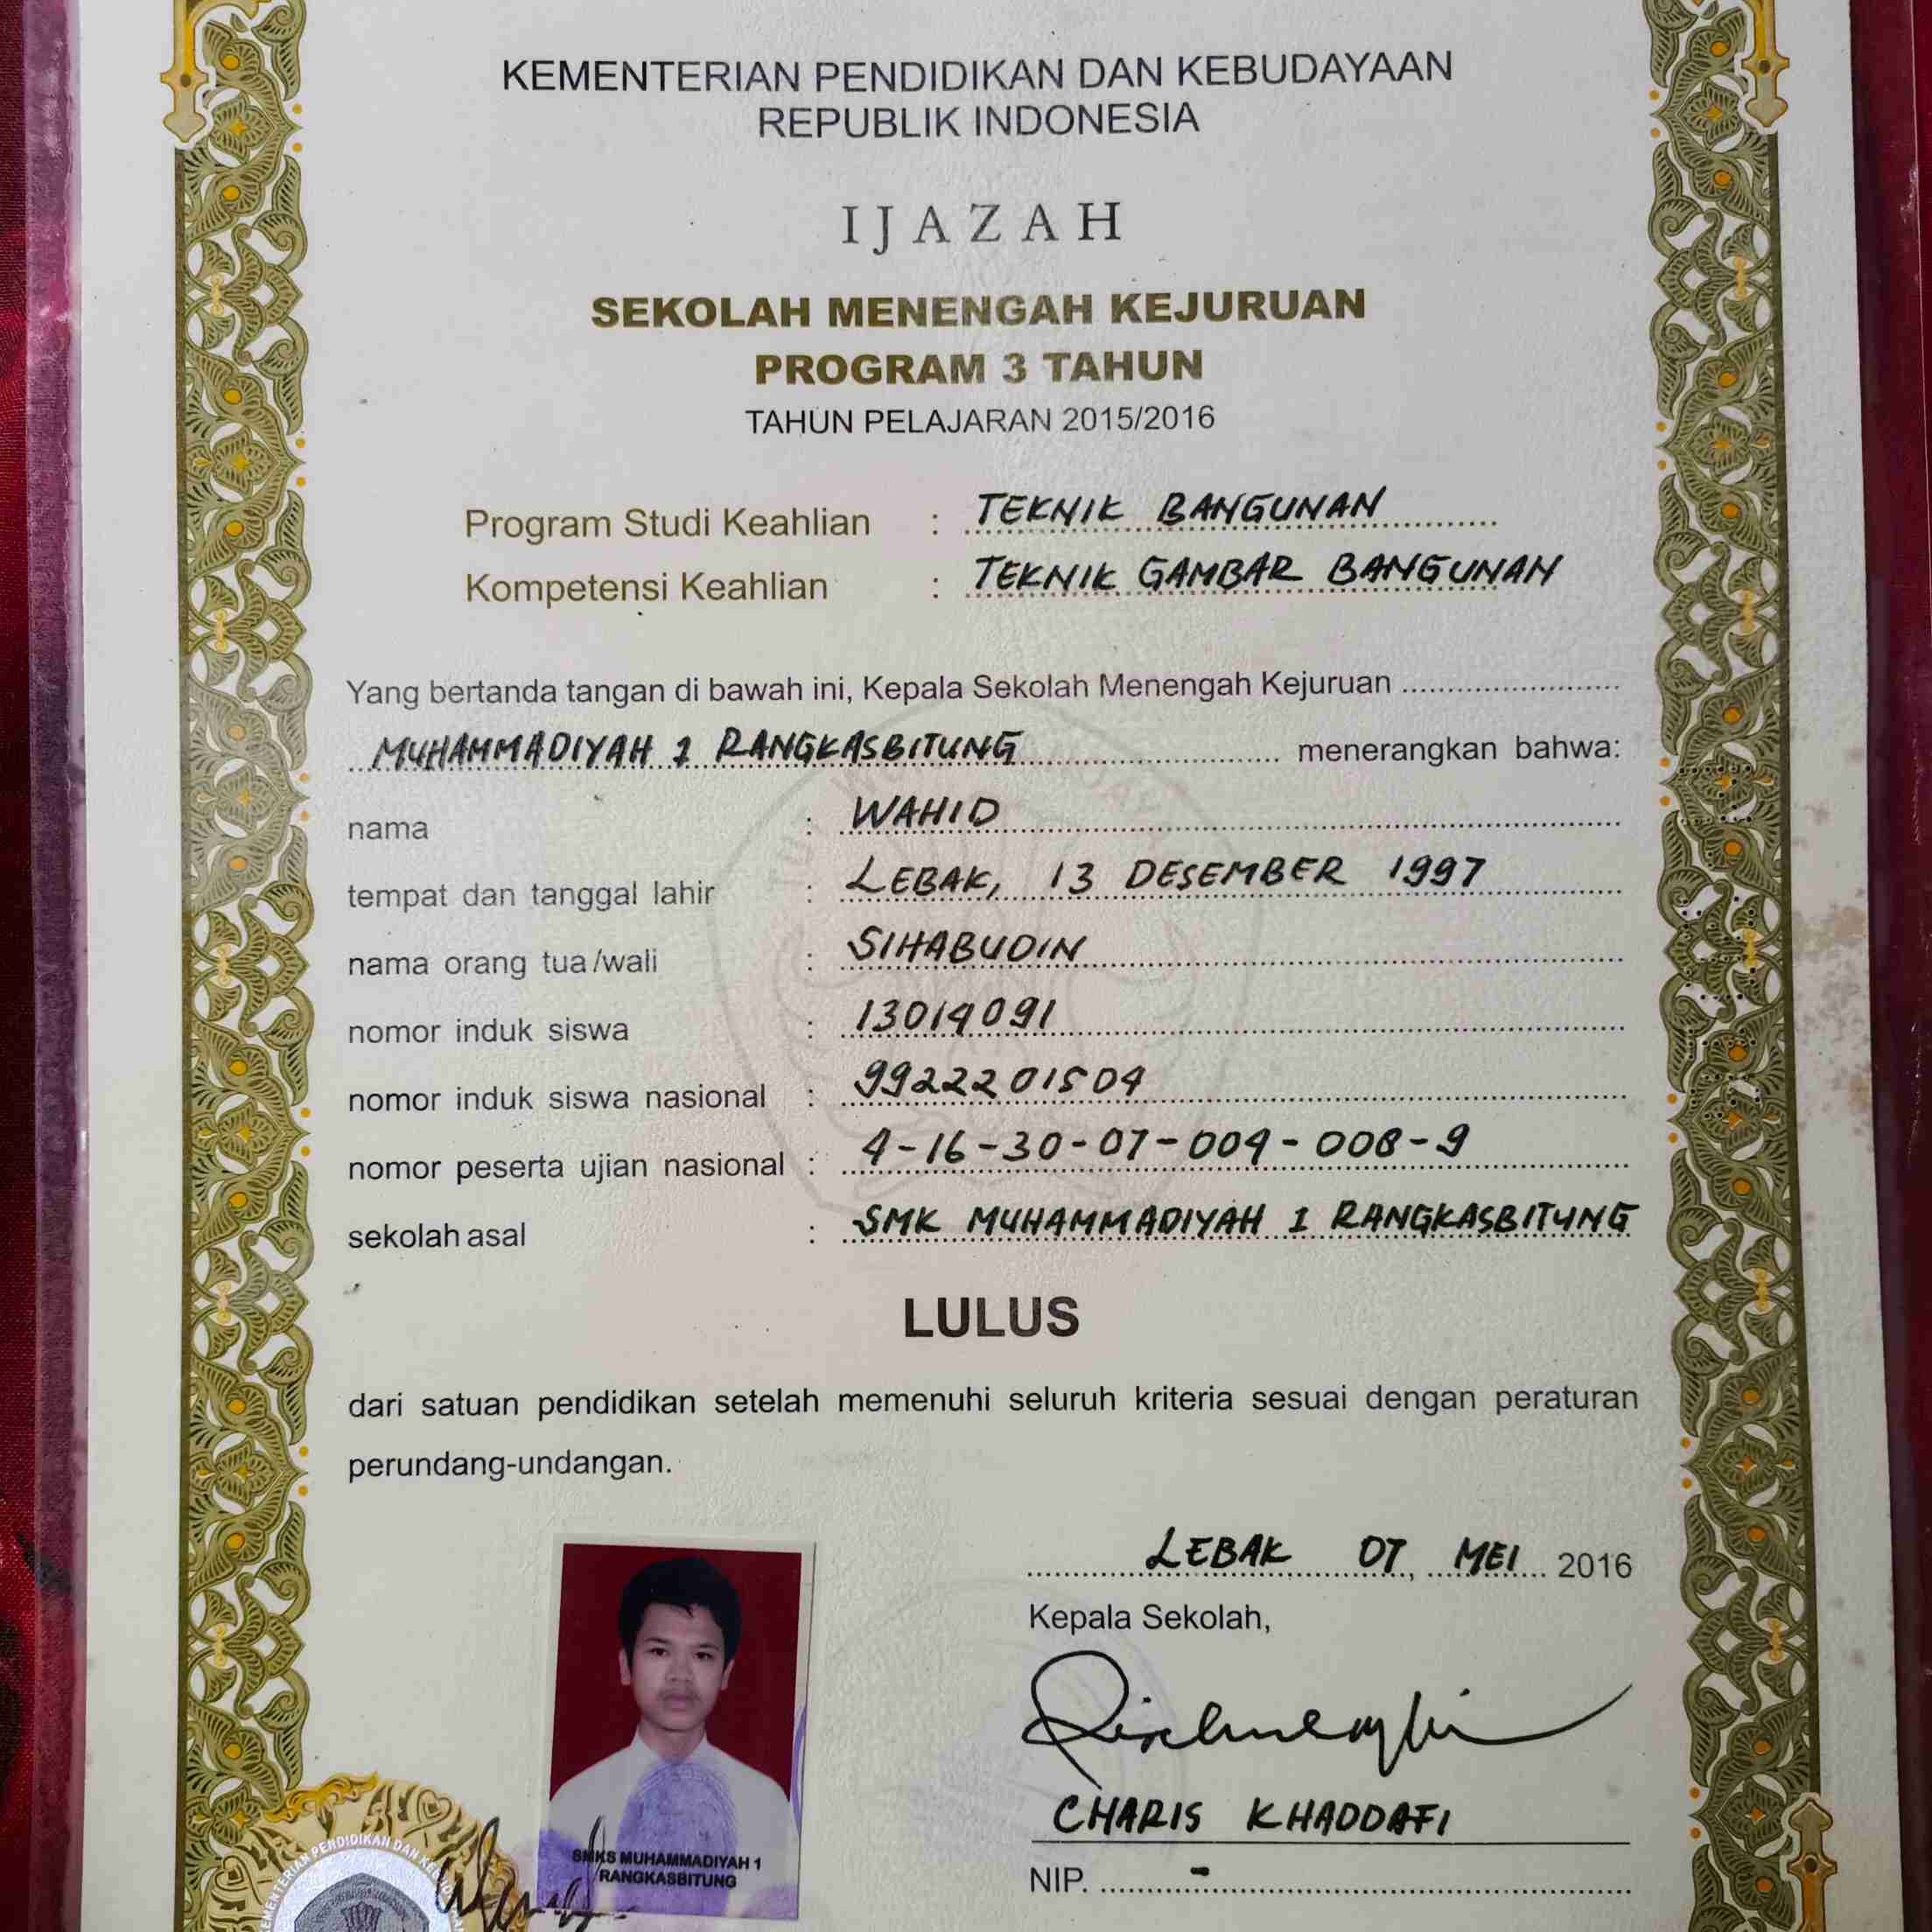 KEMENTERIAN PENDIDIKAN DAN KEBUDAYAAN
REPUBLIK INDONESIA
IJAZAH
SEKOLAH MENENGAH KEJURUAN
PROGRAM 3 TAHUN
TAHUN PELAJARAN 2015/2016
Program Studi Keahlian : TEKNIK BANGUNAN
Kompetensi Keahlian : TEKNIK GAMBAR BANGUNAN
Yang bertanda tangan di bawah ini, Kepala Sekolah Menengah Kejuruan
MUHAMMADIYAH 1 RANGKASBITUNG menerangkan bahwa:
nama : WAHID
tempat dan tanggal lahir : LEBAK, 13 DESEMBER 1997
nama orang tua/wali : SIHABUDIN
nomor induk siswa : 13014091
nomor induk siswa nasional : 9922201504
nomor peserta ujian nasional : 4-16-30-07-004-008-9
sekolah asal : SMK MUHAMMADIYAH 1 RANGKASBITUNG
LULUS
dari satuan pendidikan setelah memenuhi seluruh kriteria sesuai dengan peraturan
perundang-undangan.
LEBAK 07, MEI 2016
Kepala Sekolah,
CHARIS KHADDAFI
NIP. -
SMKS MUHAMMADIYAH 1
RANGKASBITUNG
KEMENTERIAN PENDIDIKAN DAN